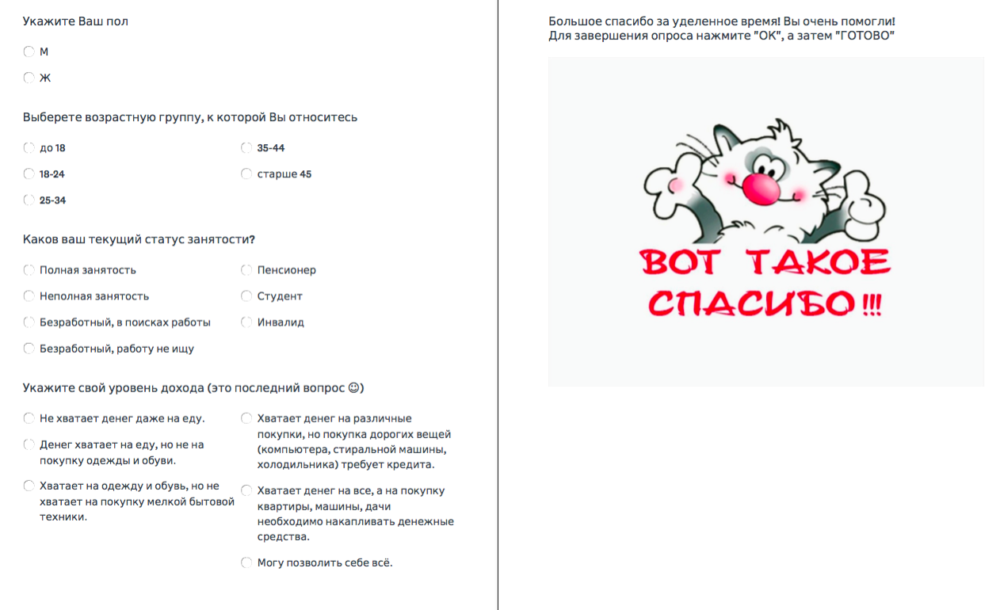 Укажите Ваш пол
М
Ж
Выберете возрастную группу, к которой Вы относитесь
до 18
18-24
25-34
35-44
старше 45
Каков ваш текущий статус занятости?
Полная занятость
Неполная занятость
Безработный, в поисках работы
Безработный, работу не ищу
Пенсионер
Студент
Инвалид
Укажите свой уровень дохода (это последний вопрос ☺)
Не хватает денег даже на еду.
Денег хватает на еду, но не на
покупку одежды и обуви.
Хватает на одежду и обувь, но не
хватает на покупку мелкой бытовой
техники.
Хватает денег на различные
покупки, но покупка дорогих вещей
(компьютера, стиральной машины,
холодильника) требует кредита.
Хватает денег на все, а на покупку
квартиры, машины, дачи
необходимо накапливать денежные
средства.
Могу позволить себе всё.
Большое спасибо за уделенное время! Вы очень помогли!
Для завершения опроса нажмите "ОК", а затем "ГОТОВО"
ВОТ ТАКОЕ
СПАСИБО!!!